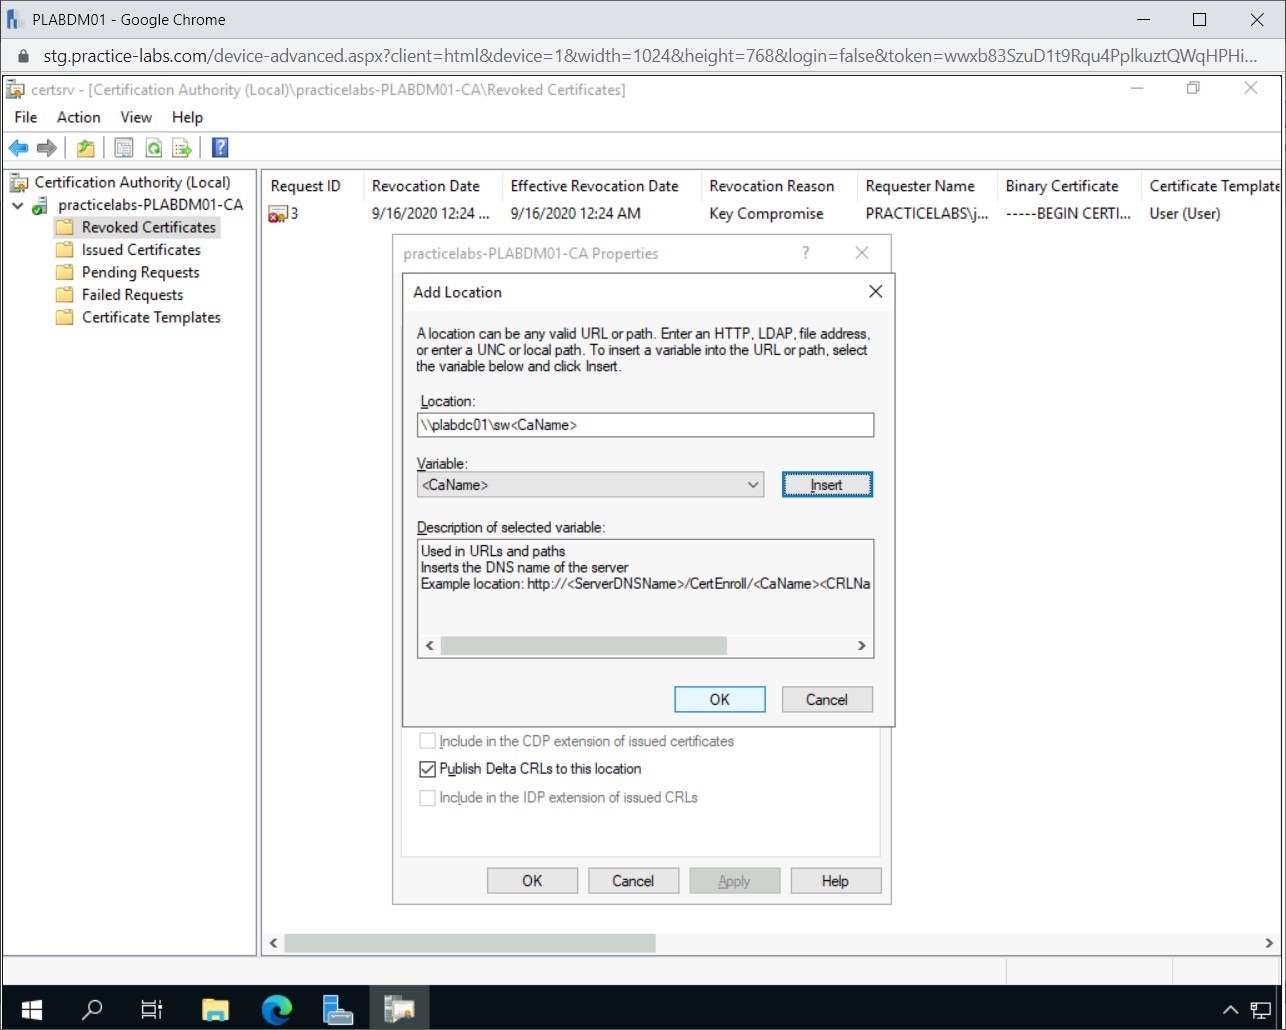 PLABDM01 - Google Chrome
stg.practice-labs.com/device-advanced.aspx?client=html&device=1&width=1024&height=768&login=false&token=wwxb83SzuD1t9Rqu4PplkuztQWqHPHi...
certsrv - [Certification Authority (Local)\practicelabs-PLABDM01-CA\Revoked Certificates]
File Action View Help
Certification Authority (Local)
practicelabs-PLABDM01-CA
Revoked Certificates
Issued Certificates
Pending Requests
Failed Requests
Certificate Templates
Request ID Revocation Date Effective Revocation Date Revocation Reason Requester Name Binary Certificate Certificate Template
3 9/16/2020 12:24 ... 9/16/2020 12:24 AM Key Compromise PRACTICELABS\j... -----BEGIN CERTI... User (User)
practicelabs-PLABDM01-CA Properties
?
Add Location
A location can be any valid URL or path. Enter an HTTP, LDAP, file address,
or enter a UNC or local path. To insert a variable into the URL or path, select
the variable below and click Insert.
Location:
\\plabdc01\sw<CaName>
Variable:
<CaName>
Insert
Description of selected variable:
Used in URLs and paths
Inserts the DNS name of the server
Example location: http://<ServerDNSName>/CertEnroll/<CaName><CRLNa
OK Cancel
Include in the CDP extension of issued certificates
Publish Delta CRLs to this location
Include in the IDP extension of issued CRLs
OK Cancel Apply Help